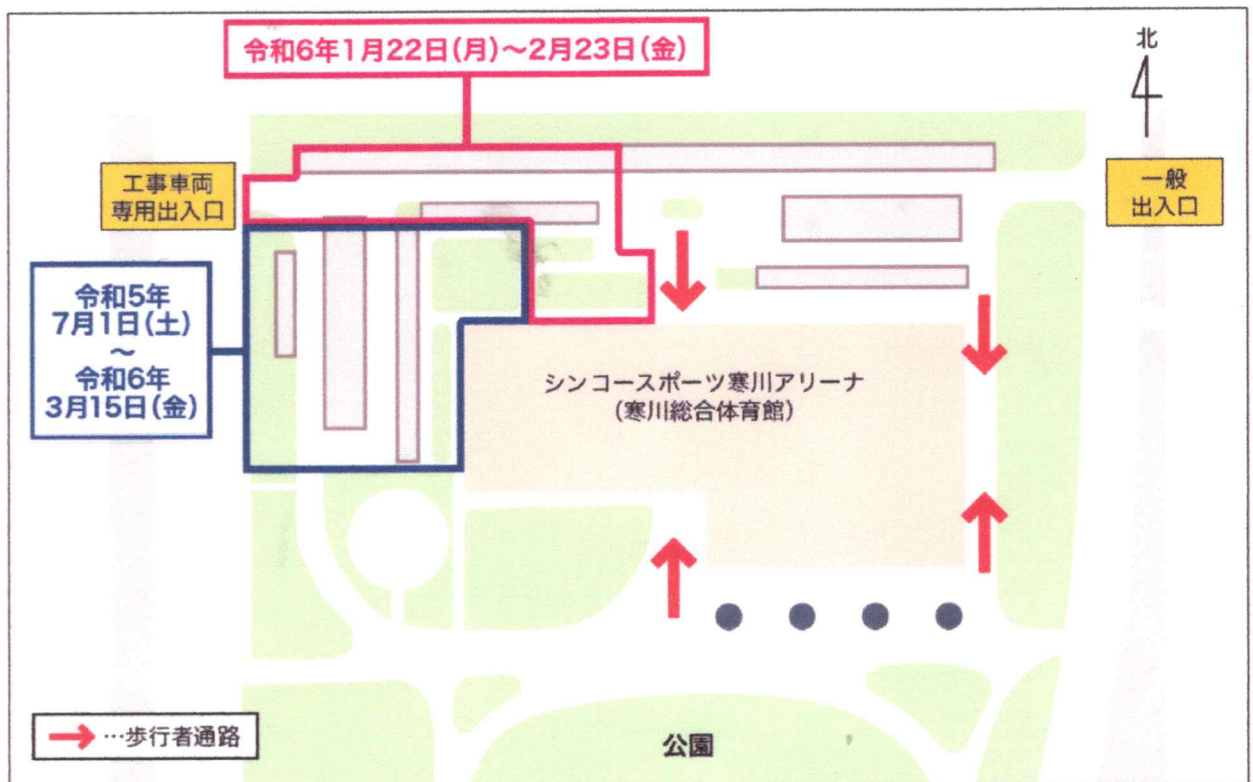 令和6年1月22日(月)～2月23日(金)
北
工事車両
専用出入口
一般
出入口
令和5年
7月1日(土)
～
令和6年
3月15日(金)
シンコースポーツ寒川アリーナ
(寒川総合体育館)
→…歩行者通路
公園